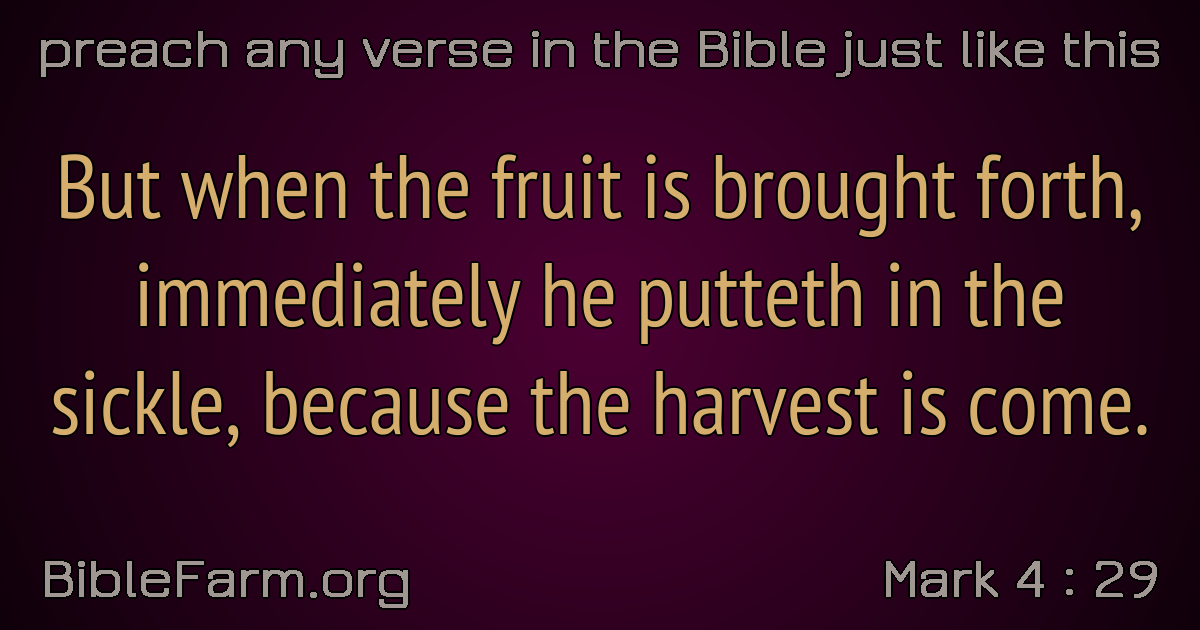 preach any verse in the Bible just like this
But when the fruit is brought forth,
immediately he putteth in the
sickle, because the harvest is come.
BibleFarm.org
Mark 4 : 29